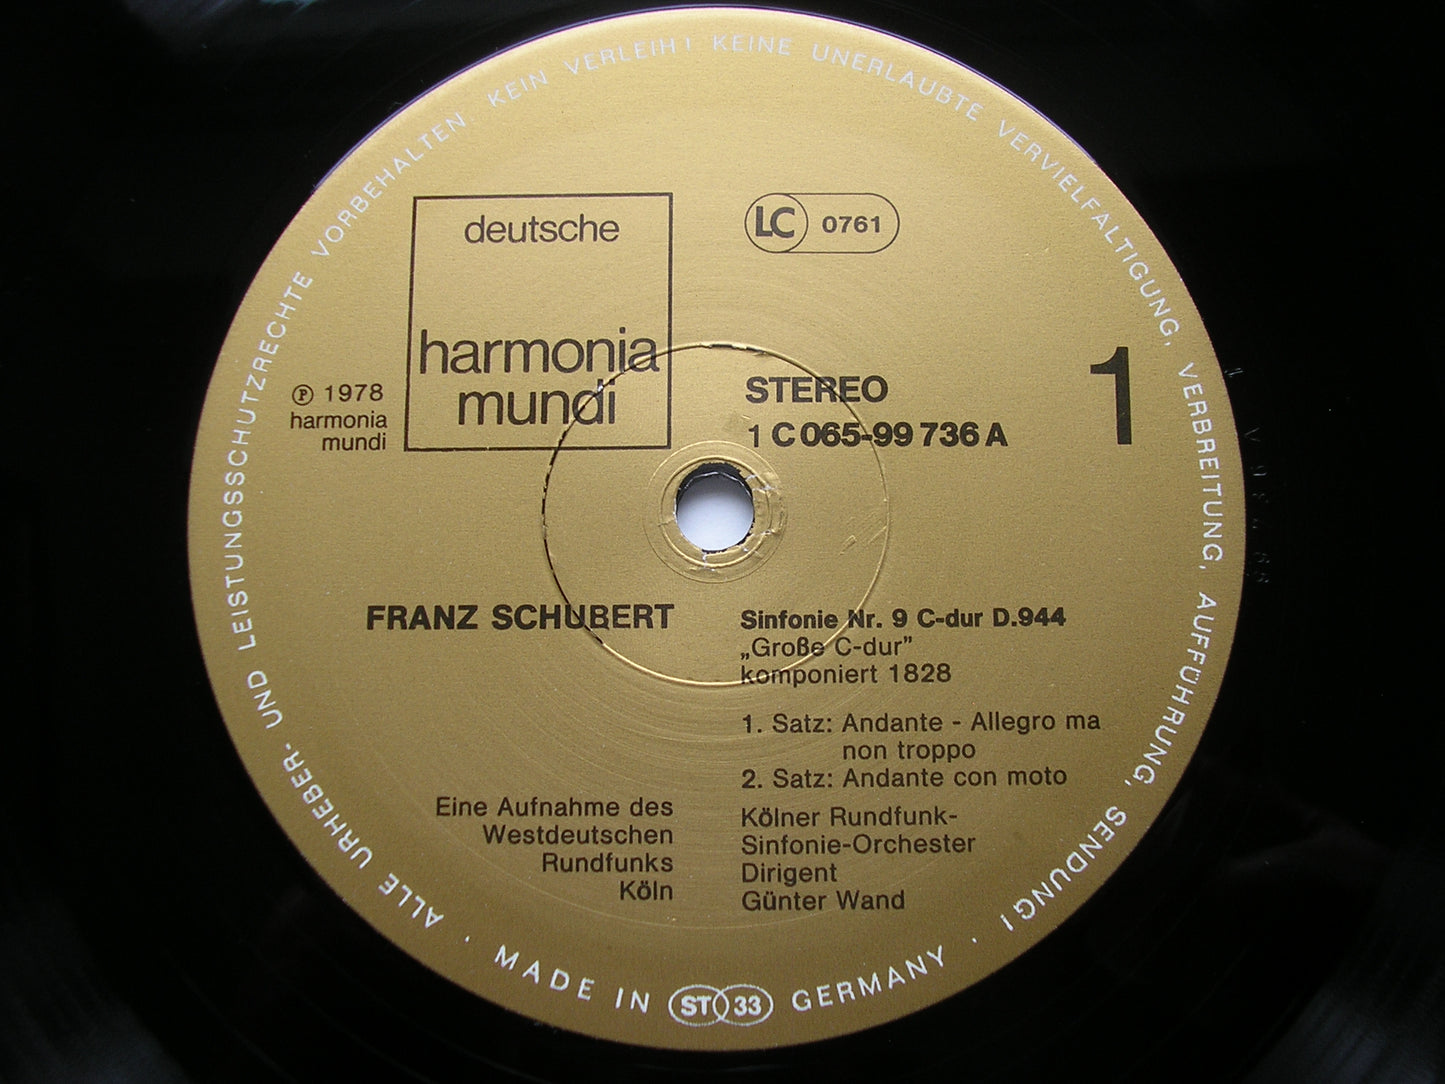 ALLE URHEBER- UND LEISTUNGSSCHUTZRECHTE VORBEHALTEN KEIN VERLEIH! KEINE UNERLAUBTE VERVIELFALTIGUNG, VERBREITUNG, AUFFÜHRUNG, SENDUNG!
deutsche
harmonia
mundi
LC 0761
℗ 1978
harmonia
mundi
STEREO
1 C 065-99 736 A
1
FRANZ SCHUBERT
Sinfonie Nr. 9 C-dur D.944
„Große C-dur”
komponiert 1828
1. Satz: Andante - Allegro ma
non troppo
2. Satz: Andante con moto
Eine Aufnahme des
Westdeutschen
Rundfunks
Köln
Kölner Rundfunk-
Sinfonie-Orchester
Dirigent
Günter Wand
· MADE IN ST 33 GERMANY ·